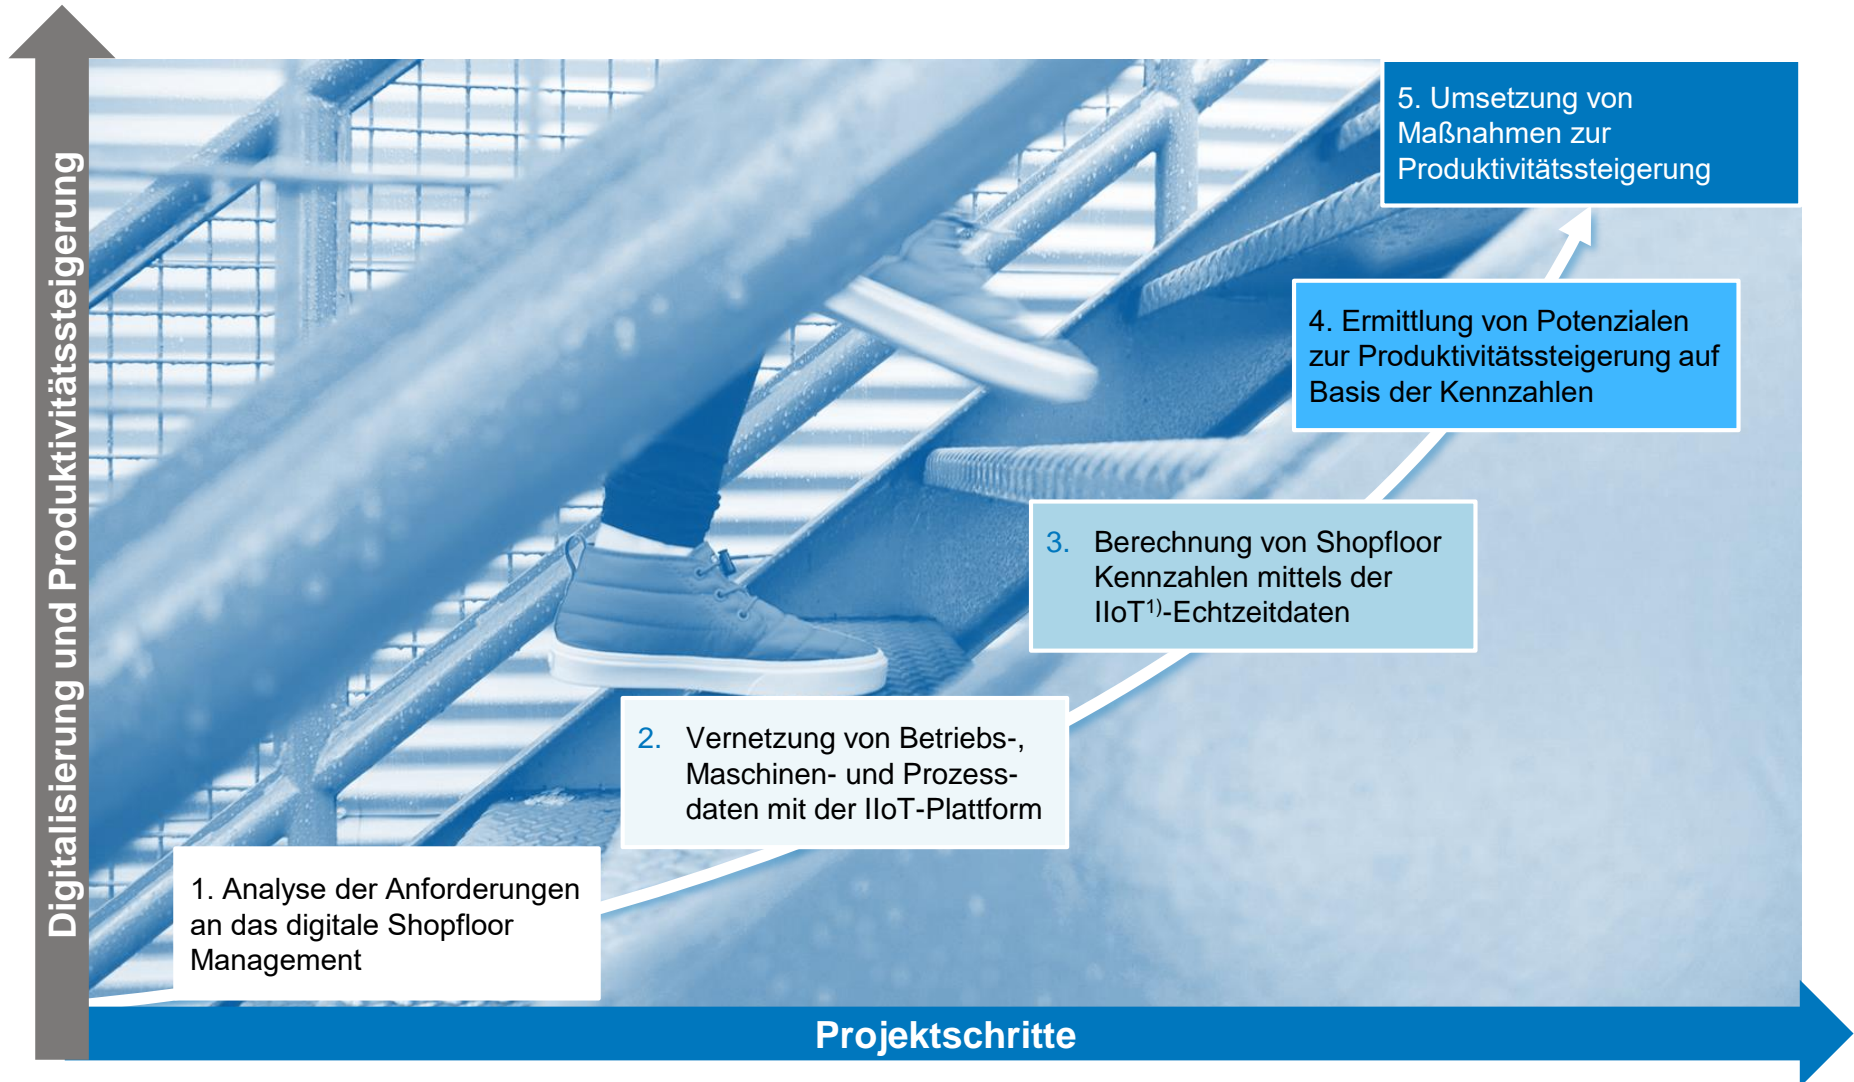 Digitalisierung und Produktivitätssteigerung
5. Umsetzung von
Maßnahmen zur
Produktivitätssteigerung
4. Ermittlung von Potenzialen
zur Produktivitätssteigerung auf
Basis der Kennzahlen
3. Berechnung von Shopfloor
Kennzahlen mittels der
IIoT¹⁾-Echtzeitdaten
2. Vernetzung von Betriebs-,
Maschinen- und Prozess-
daten mit der IIoT-Plattform
1. Analyse der Anforderungen
an das digitale Shopfloor
Management
Projektschritte